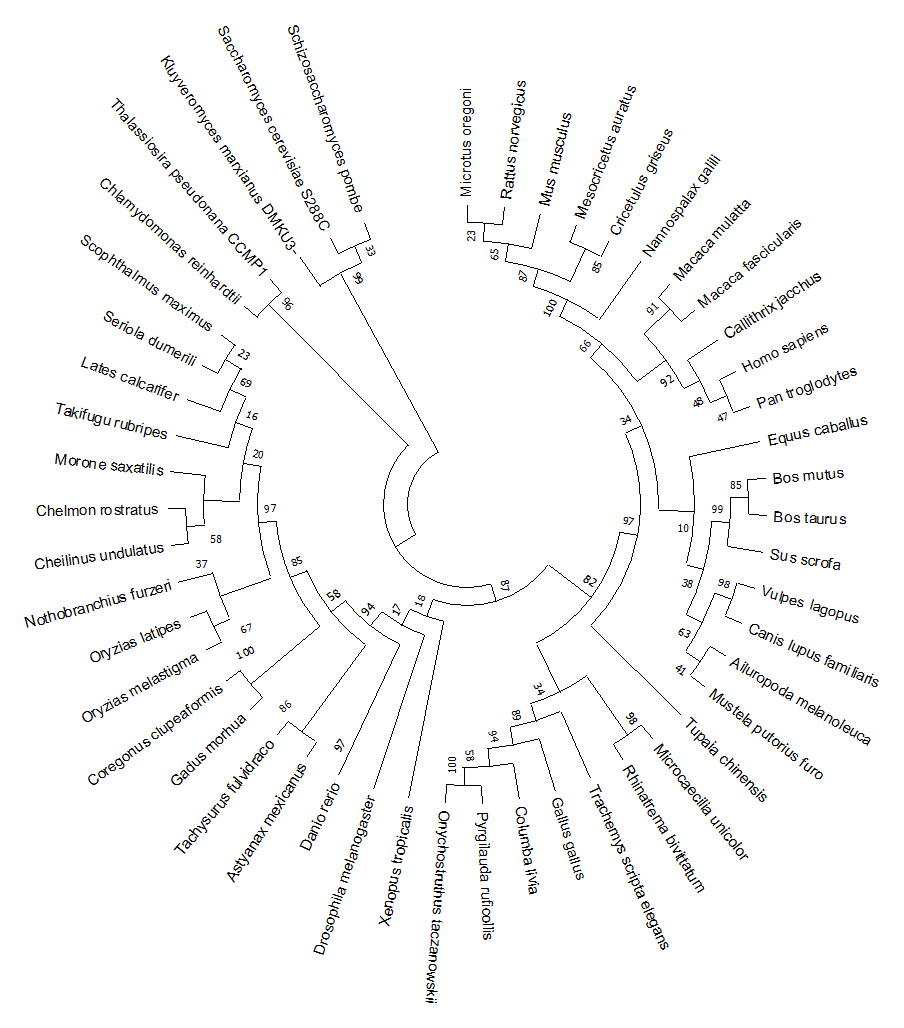 Schizosaccharomyces pombe
Saccharomyces cerevisiae S288C
Kluyveromyces marxianus DMKU3-
Thalassiosira pseudonana CCMP1
Chlamydomonas reinhardtii
Scophthalmus maximus
Seriola dumerili
Lates calcarifer
Takifugu rubripes
Morone saxatilis
Chelmon rostratus
Cheilinus undulatus
Nothobranchius furzeri
Oryzias latipes
Oryzias melastigma
Coregonus clupeaformis
Gadus morhua
Tachysurus fulvidraco
Astyanax mexicanus
Danio rerio
Drosophila melanogaster
Xenopus tropicalis
Onychostruthus taczanowskii
Pyrgilauda ruficollis
Columba livia
Gallus gallus
Trachemys scripta elegans
Rhinatrema bivittatum
Microcaecilia unicolor
Tupaia chinensis
Mustela putorius furo
Ailuropoda melanoleuca
Canis lupus familiaris
Vulpes lagopus
Sus scrofa
Bos taurus
Bos mutus
Equus caballus
Pan troglodytes
Homo sapiens
Callithrix jacchus
Macaca fascicularis
Macaca mulatta
Nannospalax gallii
Cricetulus griseus
Mesocricetus auratus
Mus musculus
Rattus norvegicus
Microtus oregoni
33
99
96
23
69
16
20
58
37
67
100
86
97
97
85
58
94
17
18
87
82
97
34
98
89
94
58
100
34
66
100
87
65
23
85
91
92
48
47
10
85
99
38
98
63
41